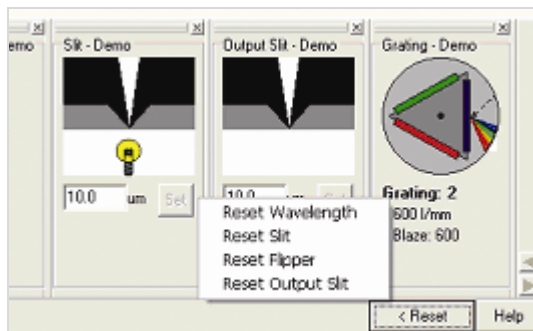 emo
Slit - Demo
Output Slit - Demo
Grating - Demo
10.0 um Set
10.0 um Set
Grating: 2
600 l/mm
Blaze: 600
Reset Wavelength
Reset Slit
Reset Flipper
Reset Output Slit
< Reset
Help